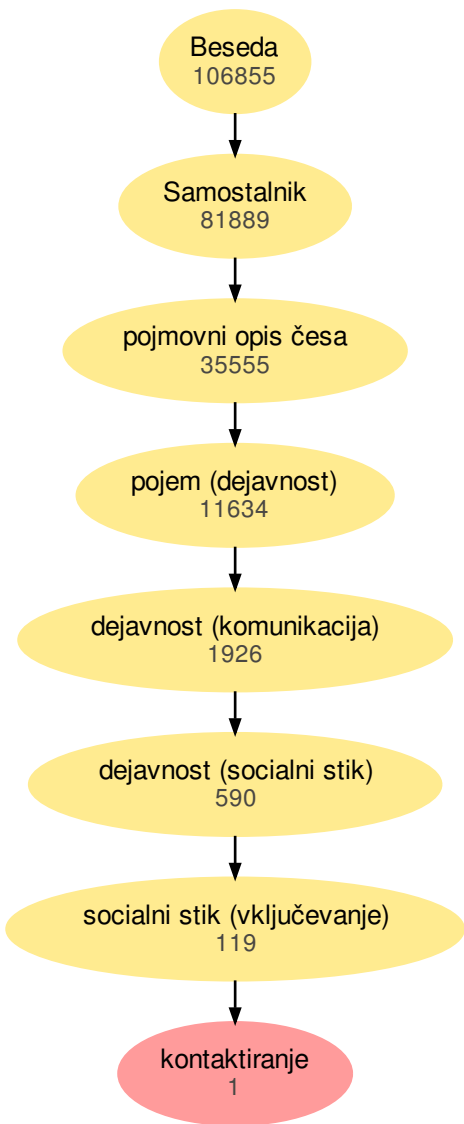 Beseda
106855
Samostalnik
81889
pojmovni opis česa
35555
pojem (dejavnost)
11634
dejavnost (komunikacija)
1926
dejavnost (socialni stik)
590
socialni stik (vključevanje)
119
kontaktiranje
1